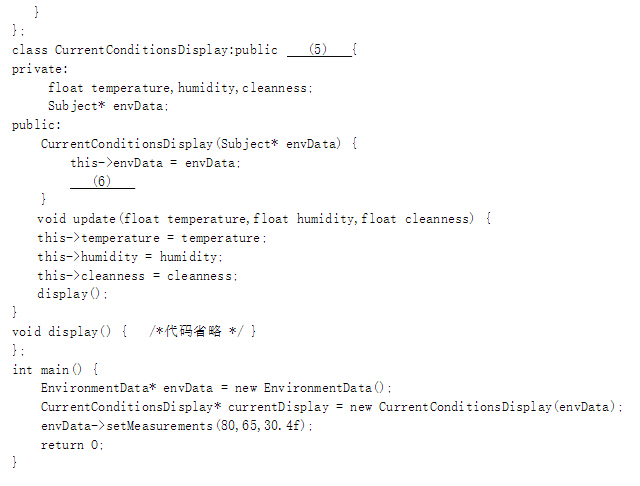 }
};
class CurrentConditionsDisplay:public (5) {
private:
float temperature,humidity,cleanness;
Subject* envData;
public:
CurrentConditionsDisplay(Subject* envData) {
this->envData = envData;
(6)
}
void update(float temperature,float humidity,float cleanness) {
this->temperature = temperature;
this->humidity = humidity;
this->cleanness = cleanness;
display();
}
void display() { /*代码省略 */ }
};
int main() {
EnvironmentData* envData = new EnvironmentData();
CurrentConditionsDisplay* currentDisplay = new CurrentConditionsDisplay(envData);
envData->setMeasurements(80,65,30.4f);
return 0;
}